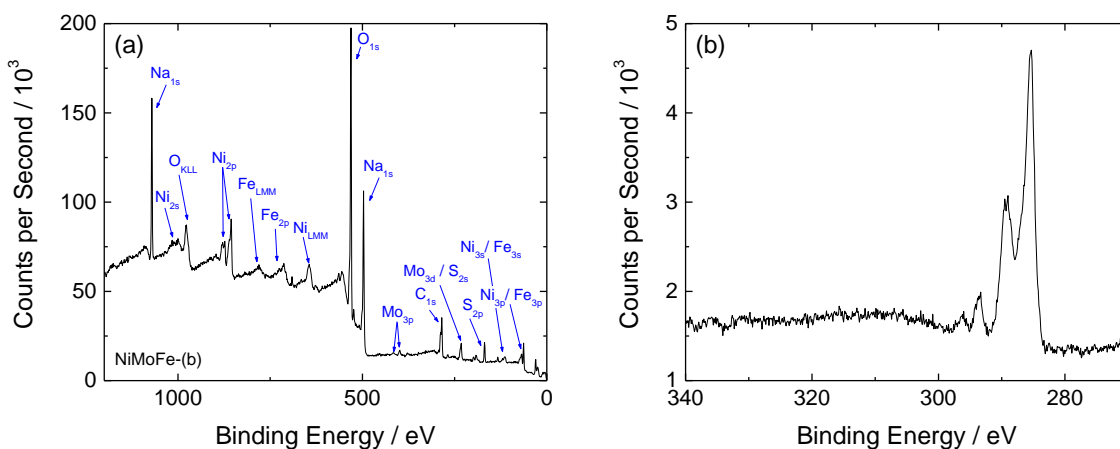 (a)
Counts per Second / 10³
200
150
100
50
0
1000
500
0
Binding Energy / eV
Na1s
Ni2s
OKLL
Ni2p
FeLMM
Fe2p
NiLMM
O1s
Na1s
Mo3p
C1s
Mo3d / S2s
S2p
Ni3s/ Fe3s
Ni3p/ Fe3p
NiMoFe-(b)
(b)
Counts per Second / 10³
5
4
3
2
1
340
320
300
280
Binding Energy / eV